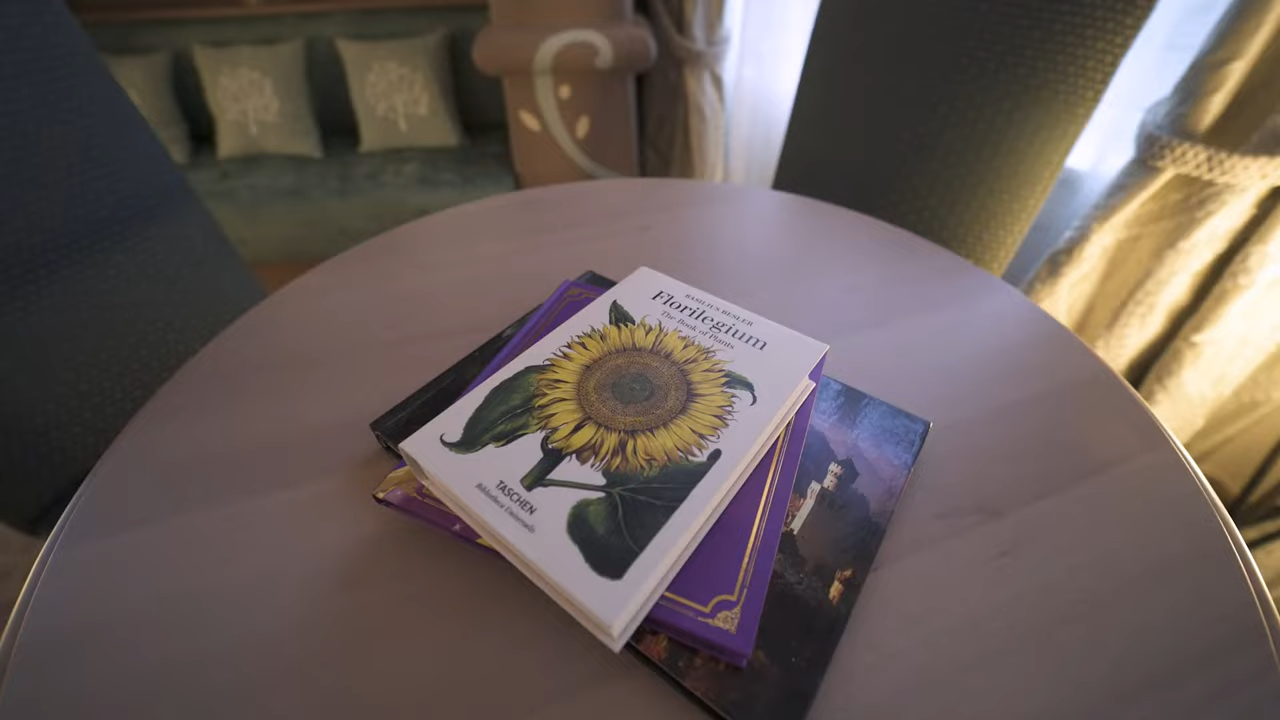 BASILIUS BESLER
Florilegium
The Book of Plants
TASCHEN
Bibliotheca Universalis